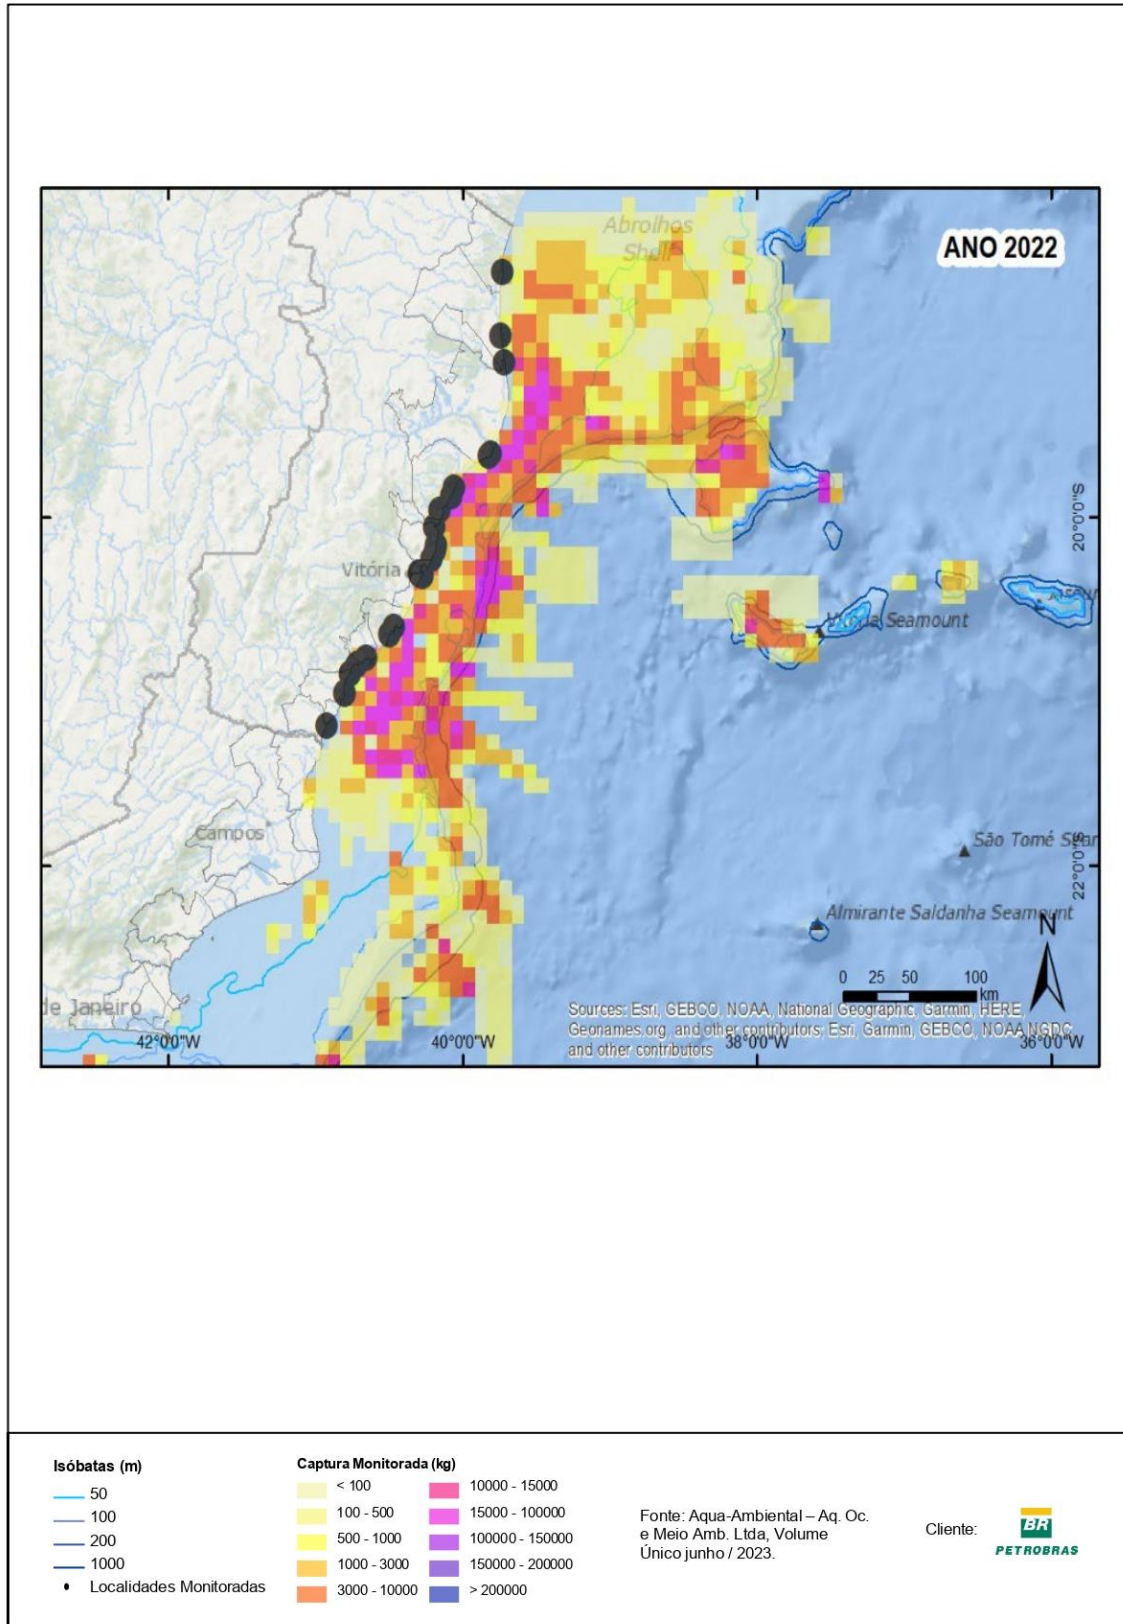 Abrolhos
Shelf
ANO 2022
20°0'0"S
Vitória
Vitória Seamount
Campos
São Tomé Sear
22°0'0"S
Almirante Saldanha Seamount
N
0 25 50 100
km
de Janeiro
Sources: Esri, GEBCO, NOAA, National Geographic, Garmin, HERE,
Geonames.org, and other contributors; Esri, Garmin, GEBCO, NOAA NGDC,
and other contributors
42°0'0"W
40°0'0"W
38°0'0"W
36°0'0"W
Isóbatas (m)
50
100
200
1000
Localidades Monitoradas
Captura Monitorada (kg)
< 100
100 - 500
500 - 1000
1000 - 3000
3000 - 10000
10000 - 15000
15000 - 100000
100000 - 150000
150000 - 200000
> 200000
Fonte: Aqua-Ambiental – Aq. Oc.
e Meio Amb. Ltda, Volume
Único junho / 2023.
Cliente:
BR
PETROBRAS